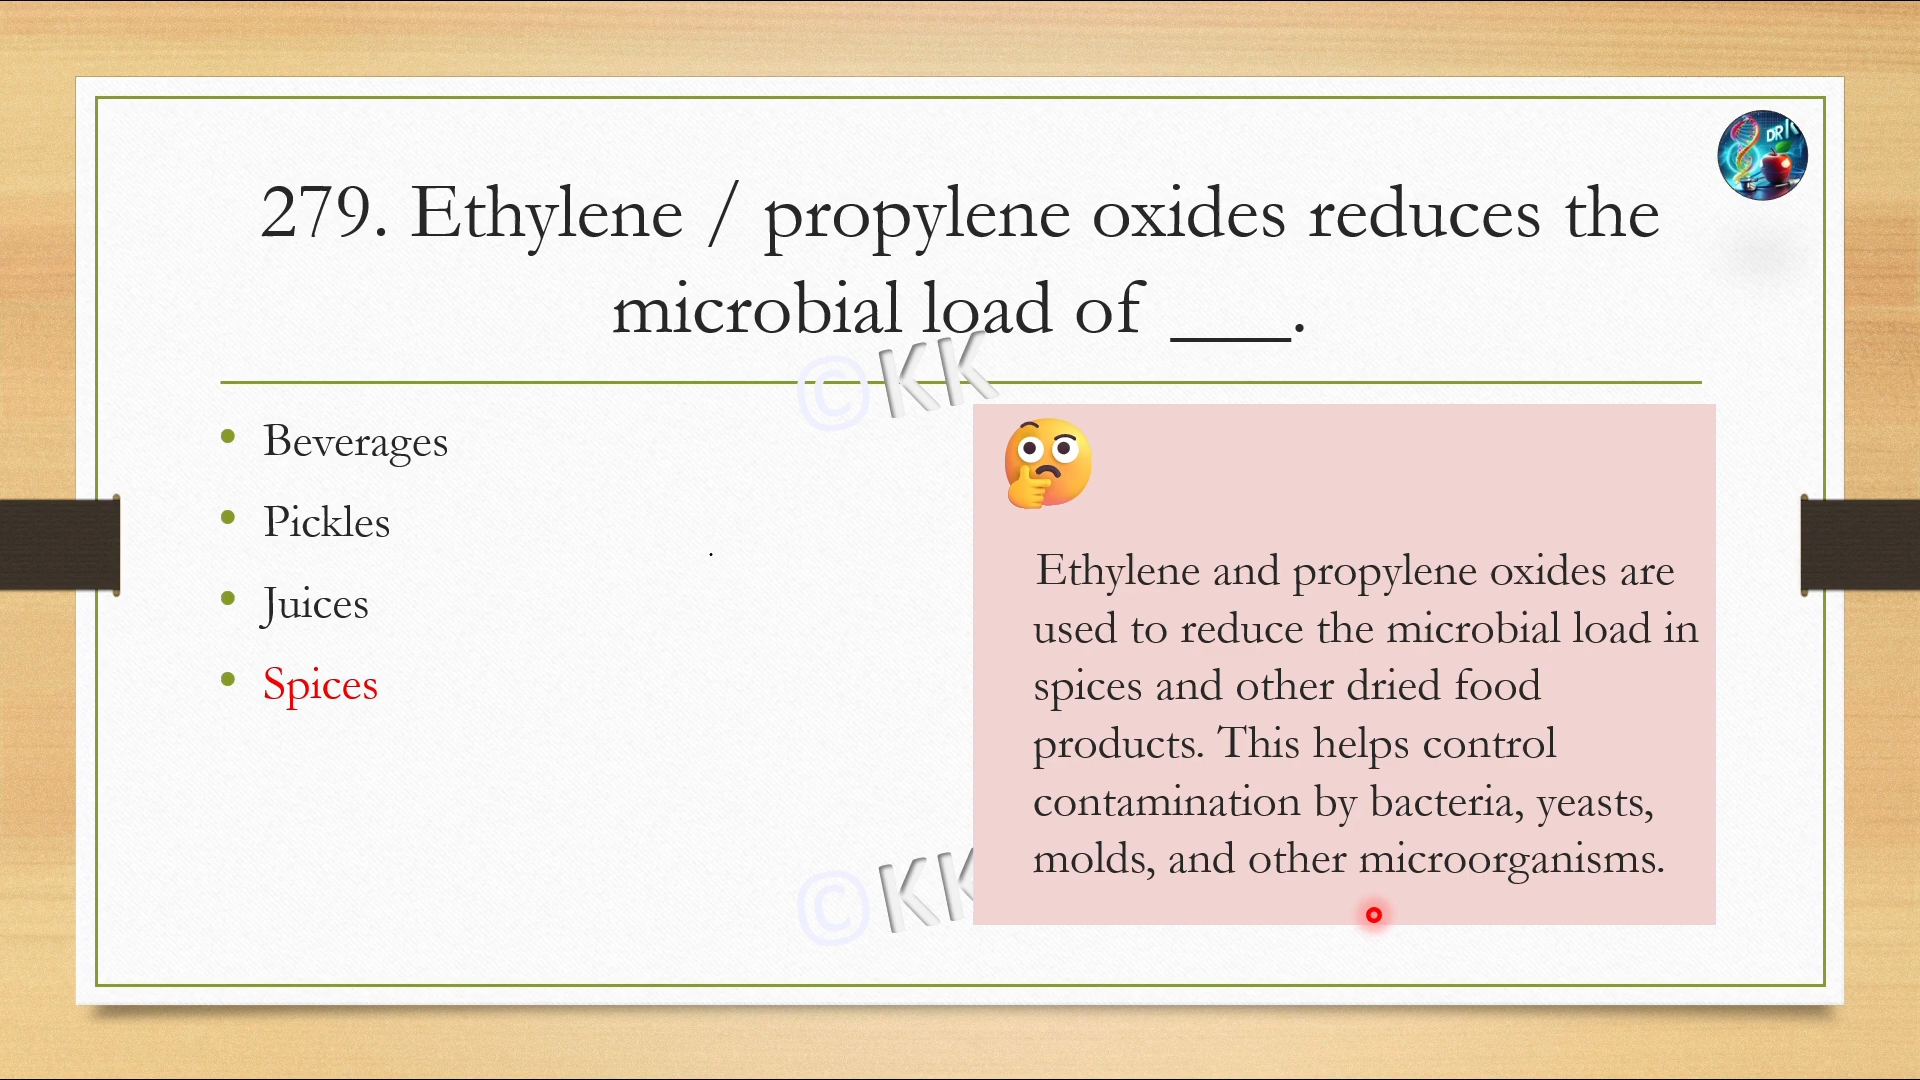 279. Ethylene / propylene oxides reduces the
microbial load of ___.
©KK
• Beverages
• Pickles
• Juices
• Spices
Ethylene and propylene oxides are
used to reduce the microbial load in
spices and other dried food
products. This helps control
contamination by bacteria, yeasts,
molds, and other microorganisms.
©KK